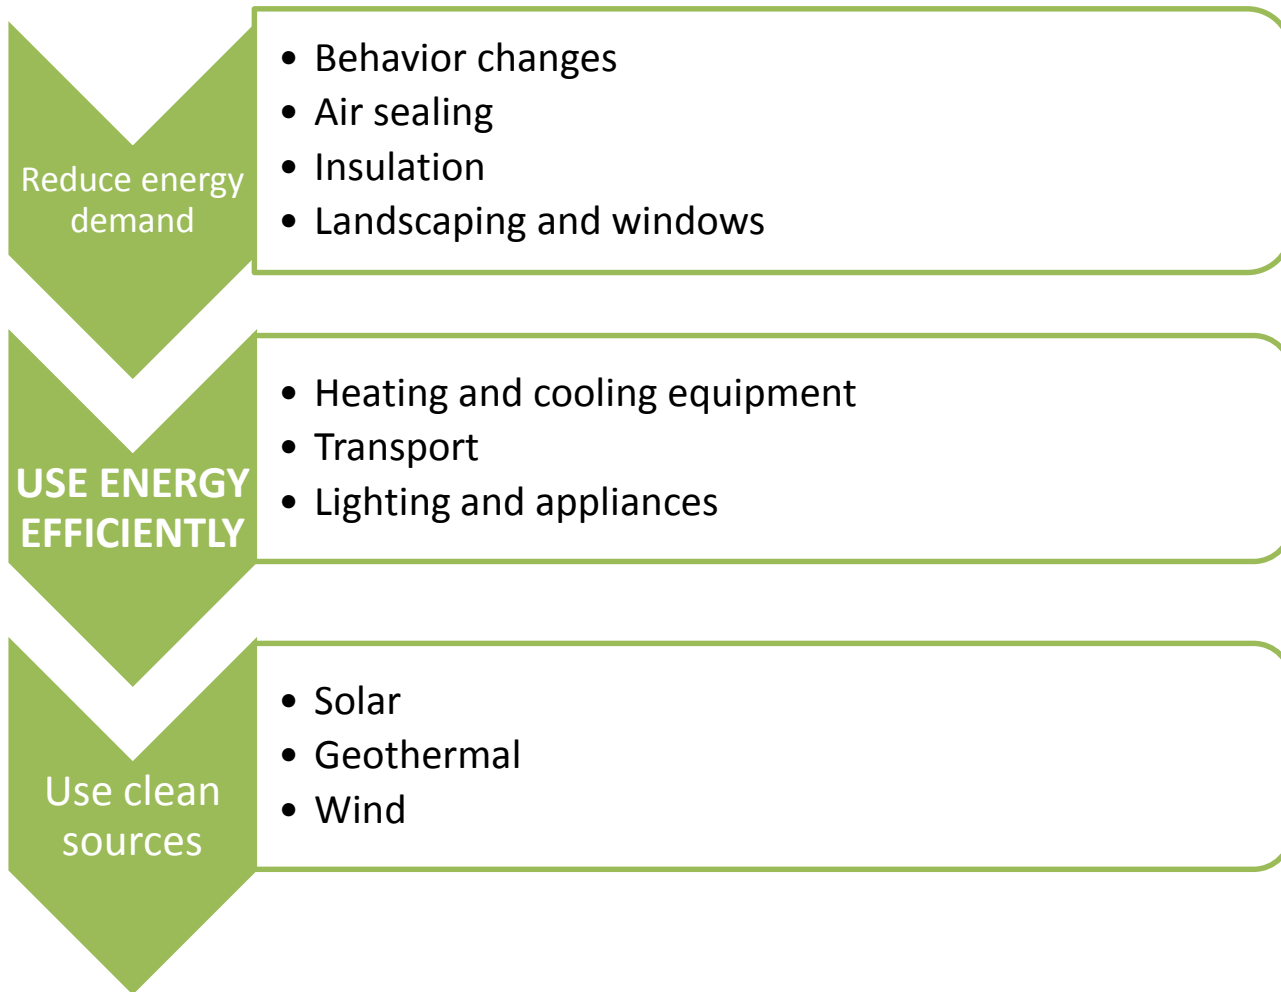 Reduce energy
demand
• Behavior changes
• Air sealing
• Insulation
• Landscaping and windows
USE ENERGY
EFFICIENTLY
• Heating and cooling equipment
• Transport
• Lighting and appliances
Use clean
sources
• Solar
• Geothermal
• Wind